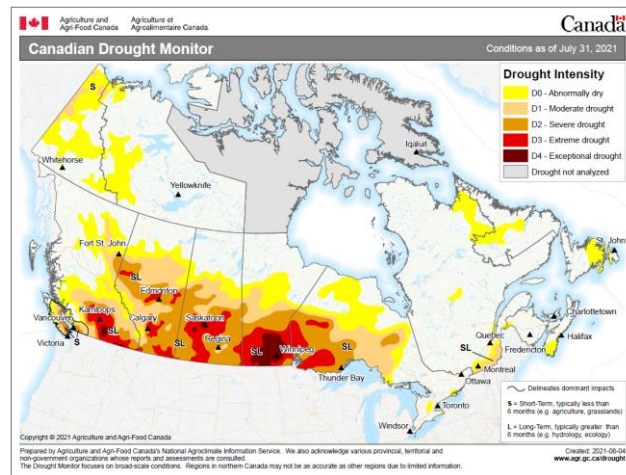 Agriculture and
Agri-Food Canada
Agriculture et
Agroalimentaire Canada
Canada
Canadian Drought Monitor
Conditions as of July 31, 2021
Drought Intensity
D0 - Abnormally dry
D1 - Moderate drought
D2 - Severe drought
D3 - Extreme drought
D4 - Exceptional drought
Drought not analyzed
S
Whitehorse
Yellowknife
Iqaluit
Fort St. John
St. John
SL
Edmonton
Vancouver
Kamloops
Calgary
Saskatoon
SL
SL
Regina
SL
Winnipeg
SL
Victoria
S
Thunder Bay
SL
Quebec
Charlottetown
Fredericton
Halifax
Montreal
Ottawa
Toronto
Windsor
Delineates dominant impacts
S = Short-Term, typically less than
6 months (e.g. agriculture, grasslands)
L = Long-Term, typically greater than
6 months (e.g. hydrology, ecology)
Copyright © 2021 Agriculture and Agri-Food Canada
Prepared by Agriculture and Agri-Food Canada's National Agroclimate Information Service. We also acknowledge various provincial, territorial and
non-government organizations whose reports and assessments are consulted.
The Drought Monitor focuses on broad-scale conditions. Regions in northern Canada may not be as accurate as other regions due to limited information.
Created: 2021-08-04
www.agr.gc.ca/drought